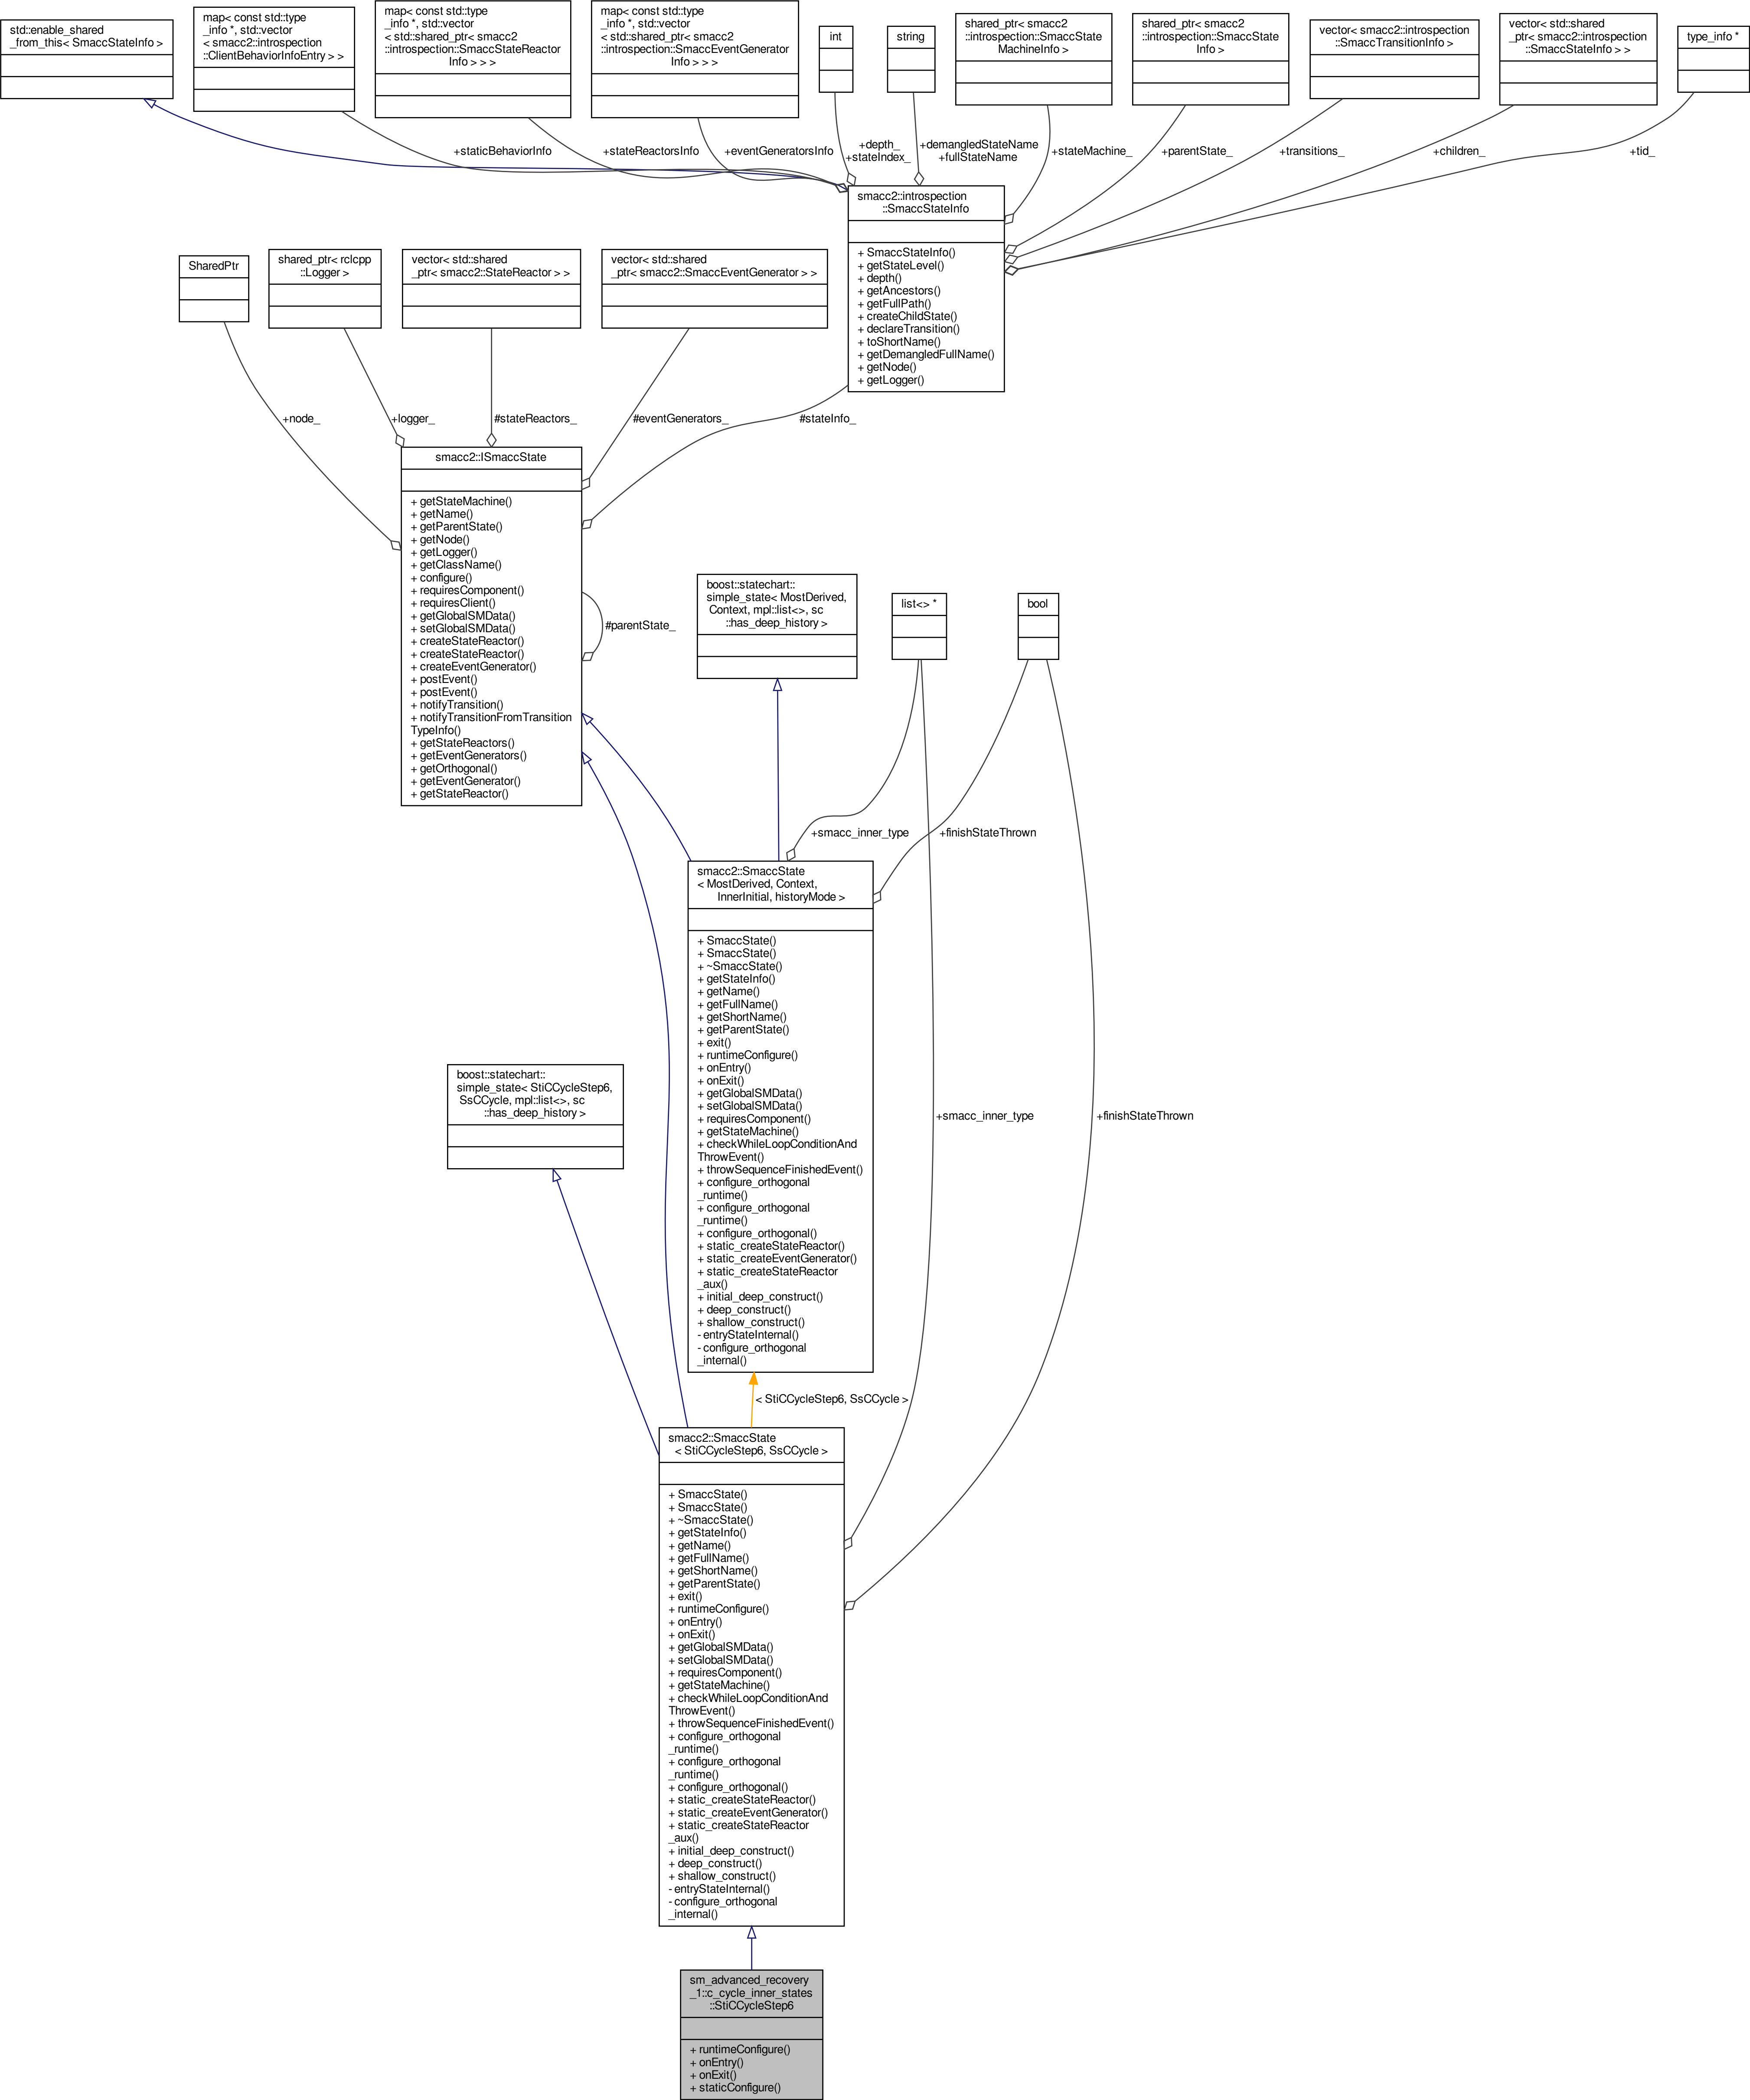 std::enable_shared
_from_this< SmaccStateInfo >
map< const std::type
_info *, std::vector
< smacc2::introspection
::ClientBehaviorInfoEntry > >
map< const std::type
_info *, std::vector
< std::shared_ptr< smacc2
::introspection::SmaccStateReactor
Info > > >
map< const std::type
_info *, std::vector
< std::shared_ptr< smacc2
::introspection::SmaccEventGenerator
Info > > >
int
string
shared_ptr< smacc2
::introspection::SmaccState
MachineInfo >
shared_ptr< smacc2
::introspection::SmaccState
Info >
vector< smacc2::introspection
::SmaccTransitionInfo >
vector< std::shared
_ptr< smacc2::introspection
::SmaccStateInfo > >
type_info *
+staticBehaviorInfo
+stateReactorsInfo
+eventGeneratorsInfo
+depth_
+stateIndex_
+demangledStateName
+fullStateName
+stateMachine_
+parentState_
+transitions_
+children_
+tid_
smacc2::introspection
::SmaccStateInfo
+ SmaccStateInfo()
+ getStateLevel()
+ depth()
+ getAncestors()
+ getFullPath()
+ createChildState()
+ declareTransition()
+ toShortName()
+ getDemangledFullName()
+ getNode()
+ getLogger()
SharedPtr
shared_ptr< rclcpp
::Logger >
vector< std::shared
_ptr< smacc2::StateReactor > >
vector< std::shared
_ptr< smacc2::SmaccEventGenerator > >
+node_
+logger_
#stateReactors_
#eventGenerators_
#stateInfo_
smacc2::ISmaccState
+ getStateMachine()
+ getName()
+ getParentState()
+ getNode()
+ getLogger()
+ getClassName()
+ configure()
+ requiresComponent()
+ requiresClient()
+ getGlobalSMData()
+ setGlobalSMData()
+ createStateReactor()
+ createStateReactor()
+ createEventGenerator()
+ postEvent()
+ postEvent()
+ notifyTransition()
+ notifyTransitionFromTransition
TypeInfo()
+ getStateReactors()
+ getEventGenerators()
+ getOrthogonal()
+ getEventGenerator()
+ getStateReactor()
#parentState_
boost::statechart::
simple_state< MostDerived,
Context, mpl::list<>, sc
::has_deep_history >
list<> *
bool
+smacc_inner_type
+finishStateThrown
smacc2::SmaccState
< MostDerived, Context,
InnerInitial, historyMode >
+ SmaccState()
+ SmaccState()
+ ~SmaccState()
+ getStateInfo()
+ getName()
+ getFullName()
+ getShortName()
+ getParentState()
+ exit()
+ runtimeConfigure()
+ onEntry()
+ onExit()
+ getGlobalSMData()
+ setGlobalSMData()
+ requiresComponent()
+ getStateMachine()
+ checkWhileLoopConditionAnd
ThrowEvent()
+ throwSequenceFinishedEvent()
+ configure_orthogonal
_runtime()
+ configure_orthogonal
_runtime()
+ configure_orthogonal()
+ static_createStateReactor()
+ static_createEventGenerator()
+ static_createStateReactor
_aux()
+ initial_deep_construct()
+ deep_construct()
+ shallow_construct()
- entryStateInternal()
- configure_orthogonal
_internal()
boost::statechart::
simple_state< StiCCycleStep6,
SsCCycle, mpl::list<>, sc
::has_deep_history >
+smacc_inner_type
+finishStateThrown
< StiCCycleStep6, SsCCycle >
smacc2::SmaccState
< StiCCycleStep6, SsCCycle >
+ SmaccState()
+ SmaccState()
+ ~SmaccState()
+ getStateInfo()
+ getName()
+ getFullName()
+ getShortName()
+ getParentState()
+ exit()
+ runtimeConfigure()
+ onEntry()
+ onExit()
+ getGlobalSMData()
+ setGlobalSMData()
+ requiresComponent()
+ getStateMachine()
+ checkWhileLoopConditionAnd
ThrowEvent()
+ throwSequenceFinishedEvent()
+ configure_orthogonal
_runtime()
+ configure_orthogonal
_runtime()
+ configure_orthogonal()
+ static_createStateReactor()
+ static_createEventGenerator()
+ static_createStateReactor
_aux()
+ initial_deep_construct()
+ deep_construct()
+ shallow_construct()
- entryStateInternal()
- configure_orthogonal
_internal()
sm_advanced_recovery
_1::c_cycle_inner_states
::StiCCycleStep6
+ runtimeConfigure()
+ onEntry()
+ onExit()
+ staticConfigure()